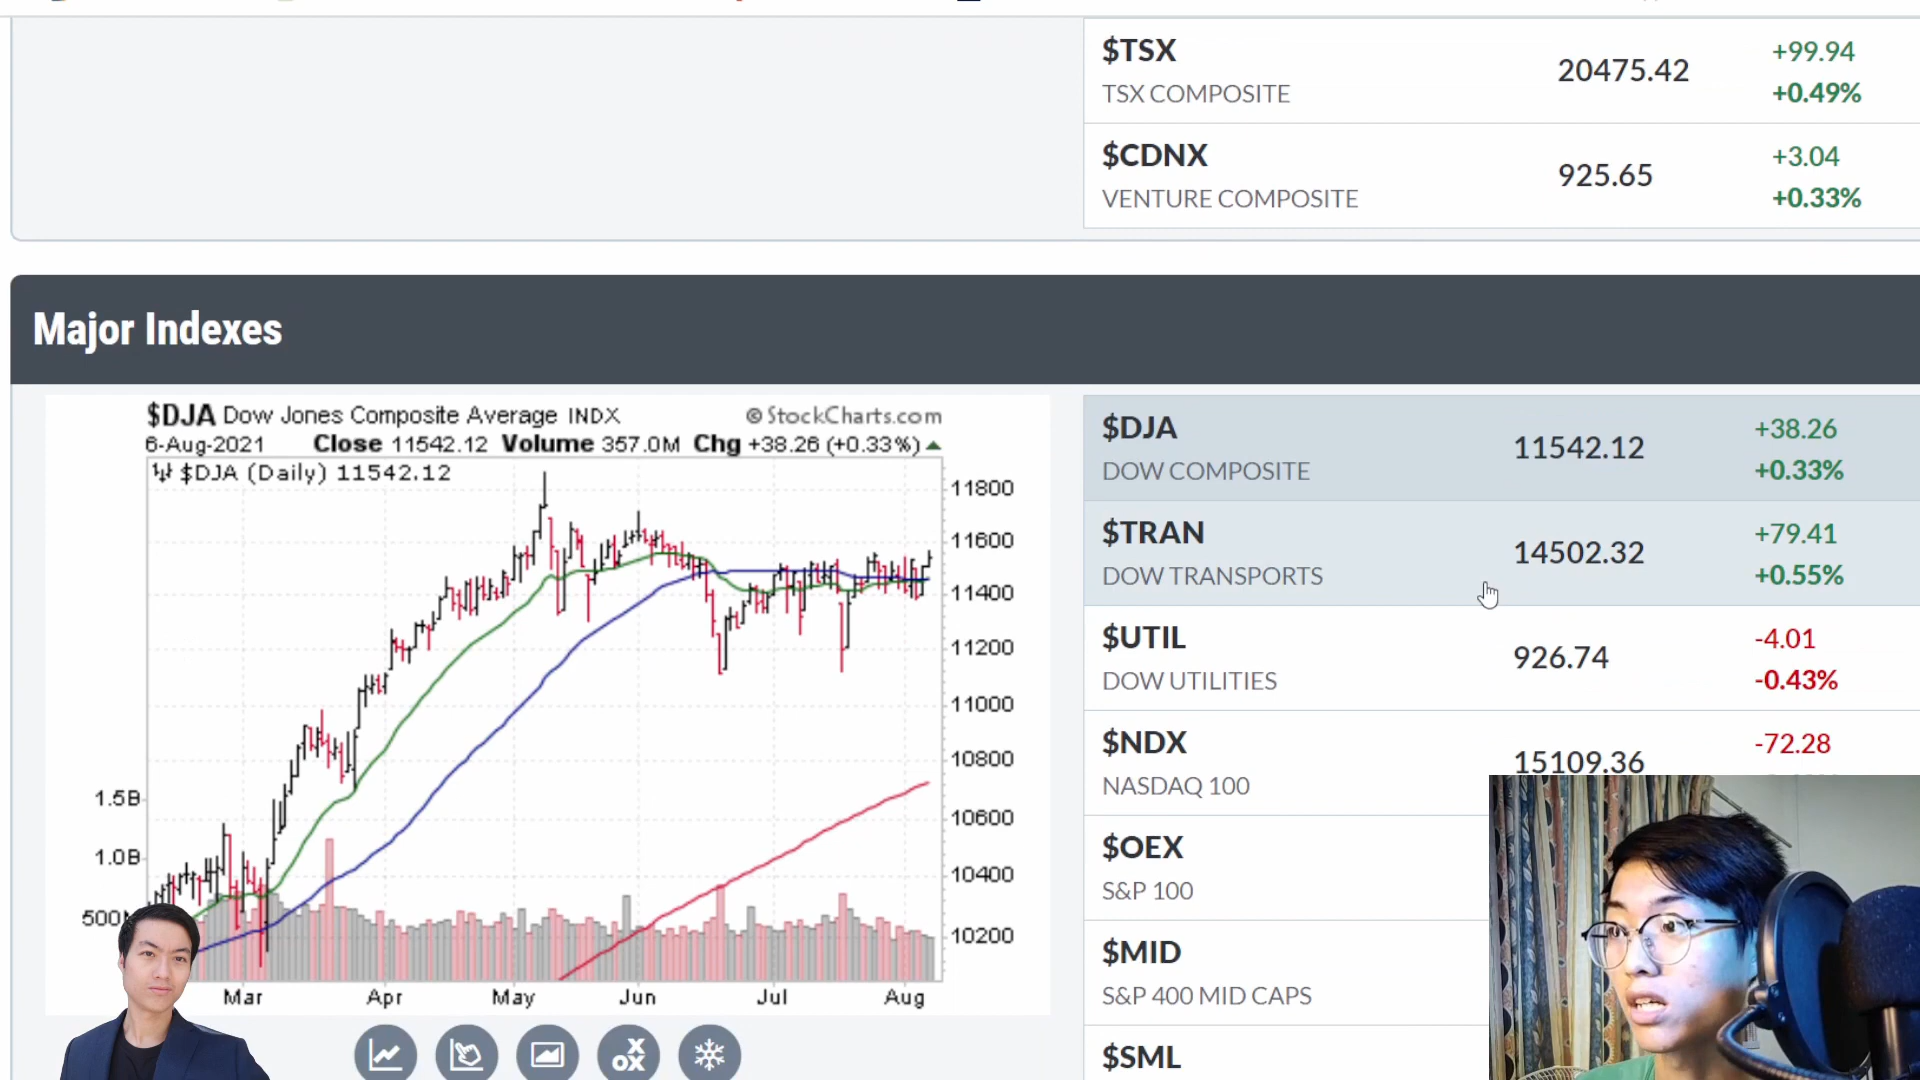 $TSX
TSX COMPOSITE
20475.42
+99.94
+0.49%
$CDNX
VENTURE COMPOSITE
925.65
+3.04
+0.33%
Major Indexes
$DJA Dow Jones Composite Average INDX
© StockCharts.com
6-Aug-2021 Close 11542.12 Volume 357.0M Chg +38.26 (+0.33%)
$DJA (Daily) 11542.12
11800
11600
11400
11200
11000
10800
10600
10400
10200
1.5B
1.0B
Mar Apr May Jun Jul Aug
$DJA
DOW COMPOSITE
11542.12
+38.26
+0.33%
$TRAN
DOW TRANSPORTS
14502.32
+79.41
+0.55%
$UTIL
DOW UTILITIES
926.74
-4.01
-0.43%
$NDX
NASDAQ 100
15109.36
-72.28
$OEX
S&P 100
$MID
S&P 400 MID CAPS
$SML